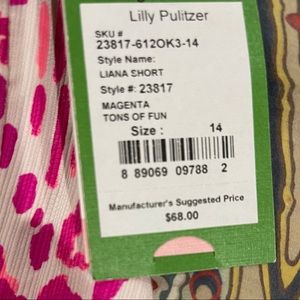 Lilly Pulitzer
SKU #
23817-612OK3-14
Style Name:
LIANA SHORT
Style #: 23817
MAGENTA
TONS OF FUN
Size : 14
8 89069 09788 2
Manufacturer's Suggested Price
$68.00